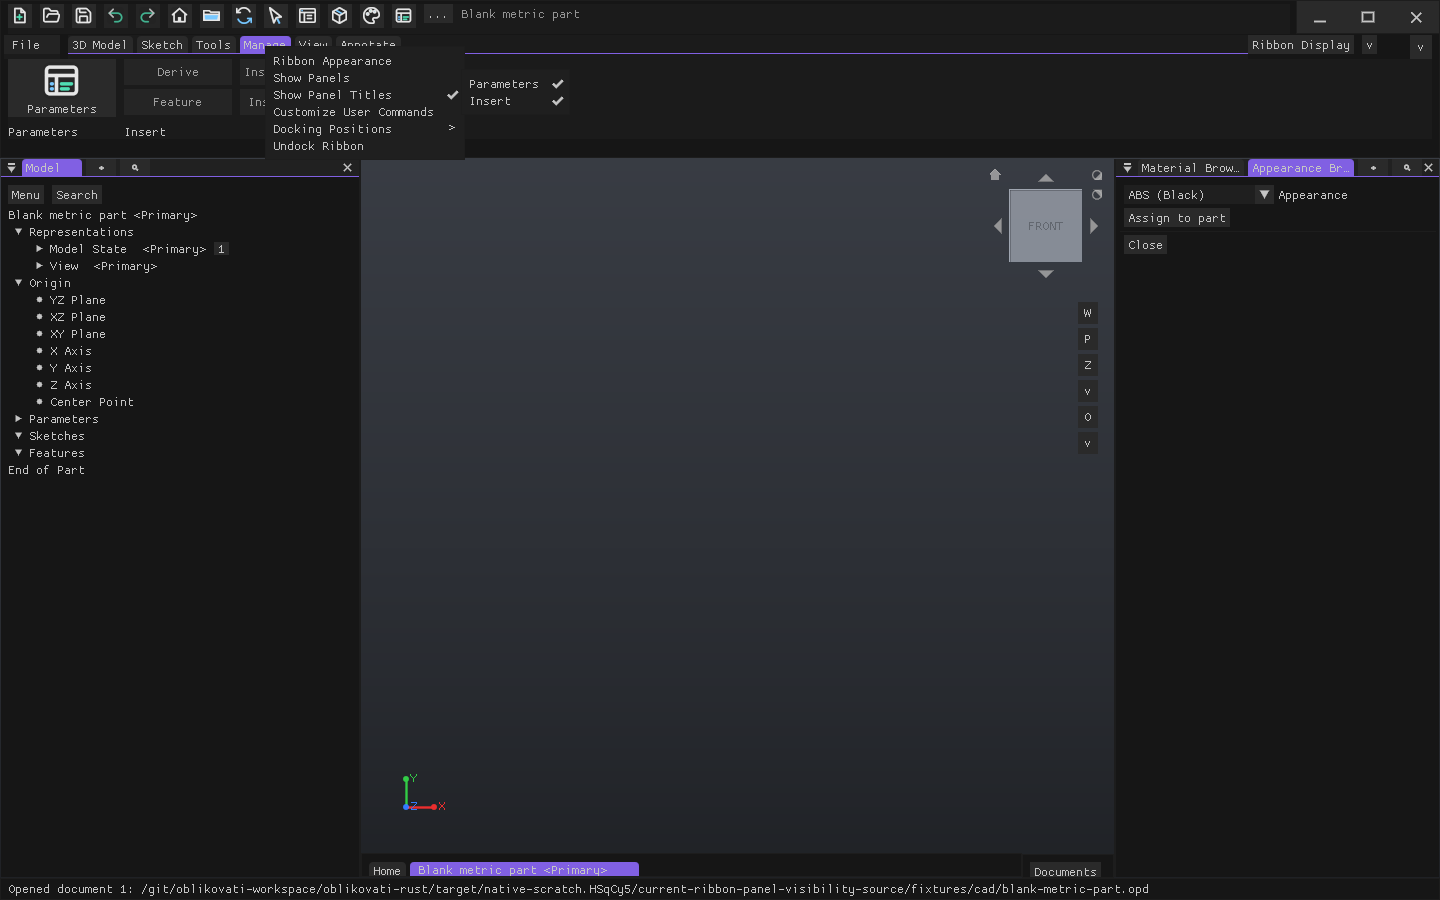 ... Blank metric part
File 3D Model Sketch Tools Manage View Annotate Ribbon Display v v
Ribbon Appearance
Show Panels
Show Panel Titles
Customize User Commands
Docking Positions >
Undock Ribbon
Parameters
Insert
Derive Ins
Feature Ins
Parameters
Parameters Insert
Model
Menu Search
Blank metric part <Primary>
Representations
Model State <Primary> 1
View <Primary>
Origin
YZ Plane
XZ Plane
XY Plane
X Axis
Y Axis
Z Axis
Center Point
Parameters
Sketches
Features
End of Part
FRONT
W
P
Z
v
O
v
Y
Z X
Material Brow… Appearance Br…
ABS (Black) Appearance
Assign to part
Close
Home Blank metric part <Primary> Documents
Opened document 1: /git/oblikovati-workspace/oblikovati-rust/target/native-scratch.HSqCy5/current-ribbon-panel-visibility-source/fixtures/cad/blank-metric-part.opd